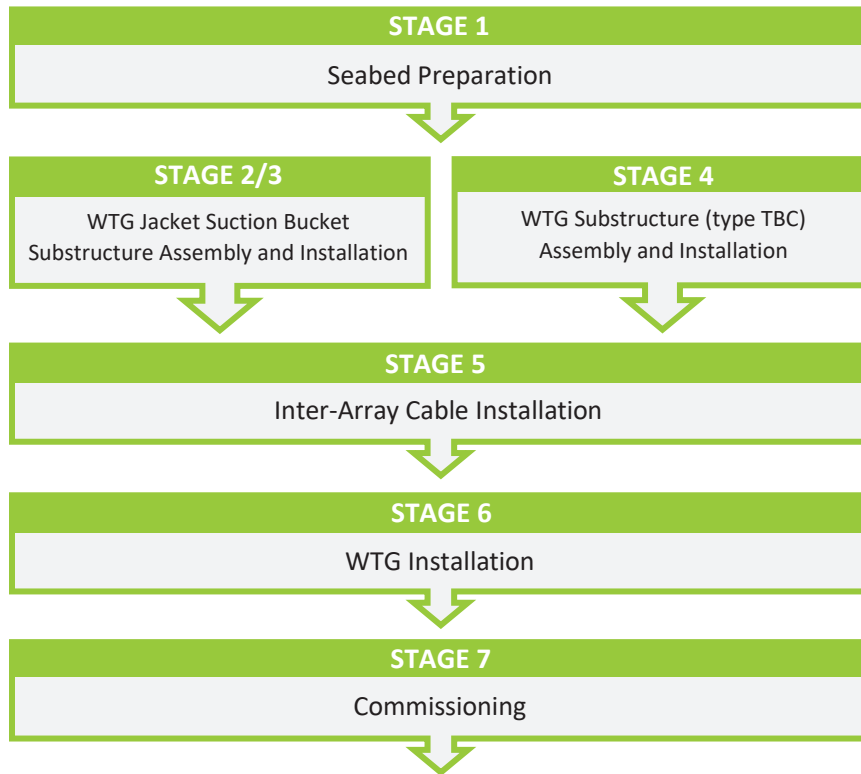 STAGE 1
Seabed Preparation
STAGE 2/3
WTG Jacket Suction Bucket
Substructure Assembly and Installation
STAGE 4
WTG Substructure (type TBC)
Assembly and Installation
STAGE 5
Inter-Array Cable Installation
STAGE 6
WTG Installation
STAGE 7
Commissioning